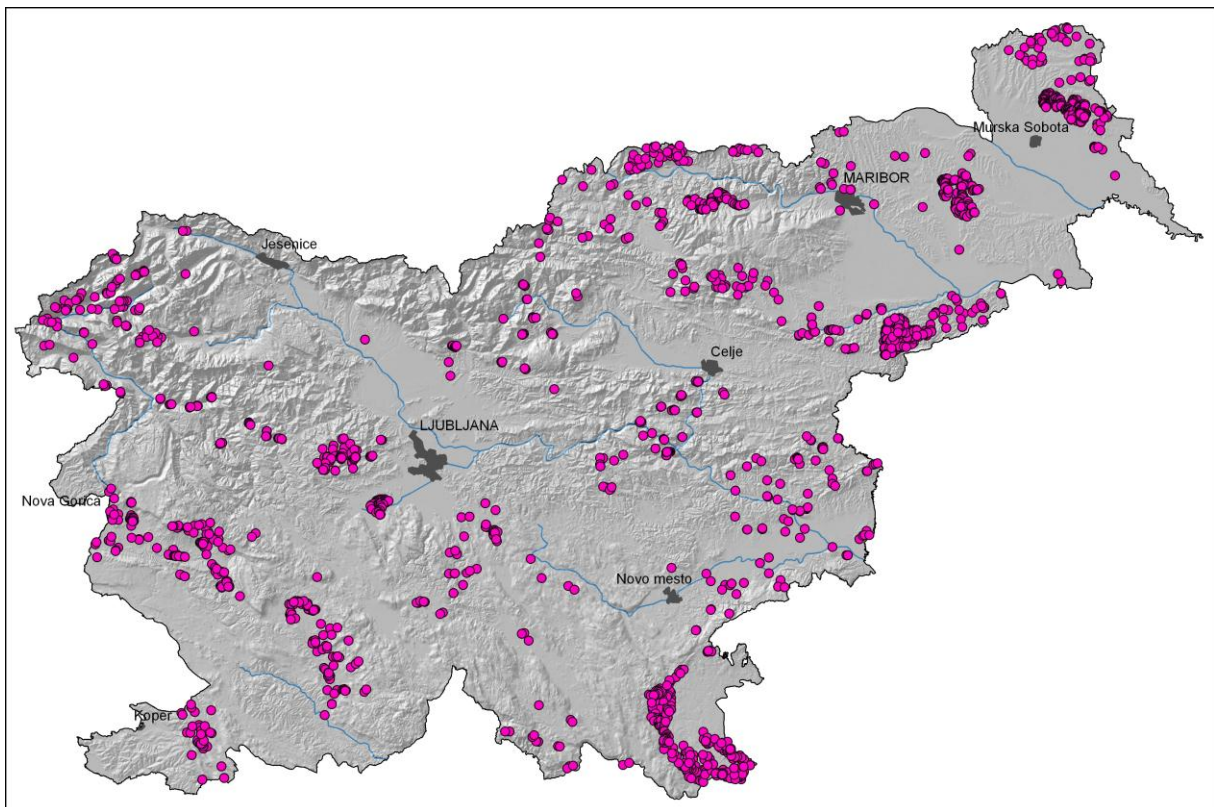 Murska Sobota
MARIBOR
Jesenice
Celje
LJUBLJANA
Nova Gorica
Novo mesto
Koper